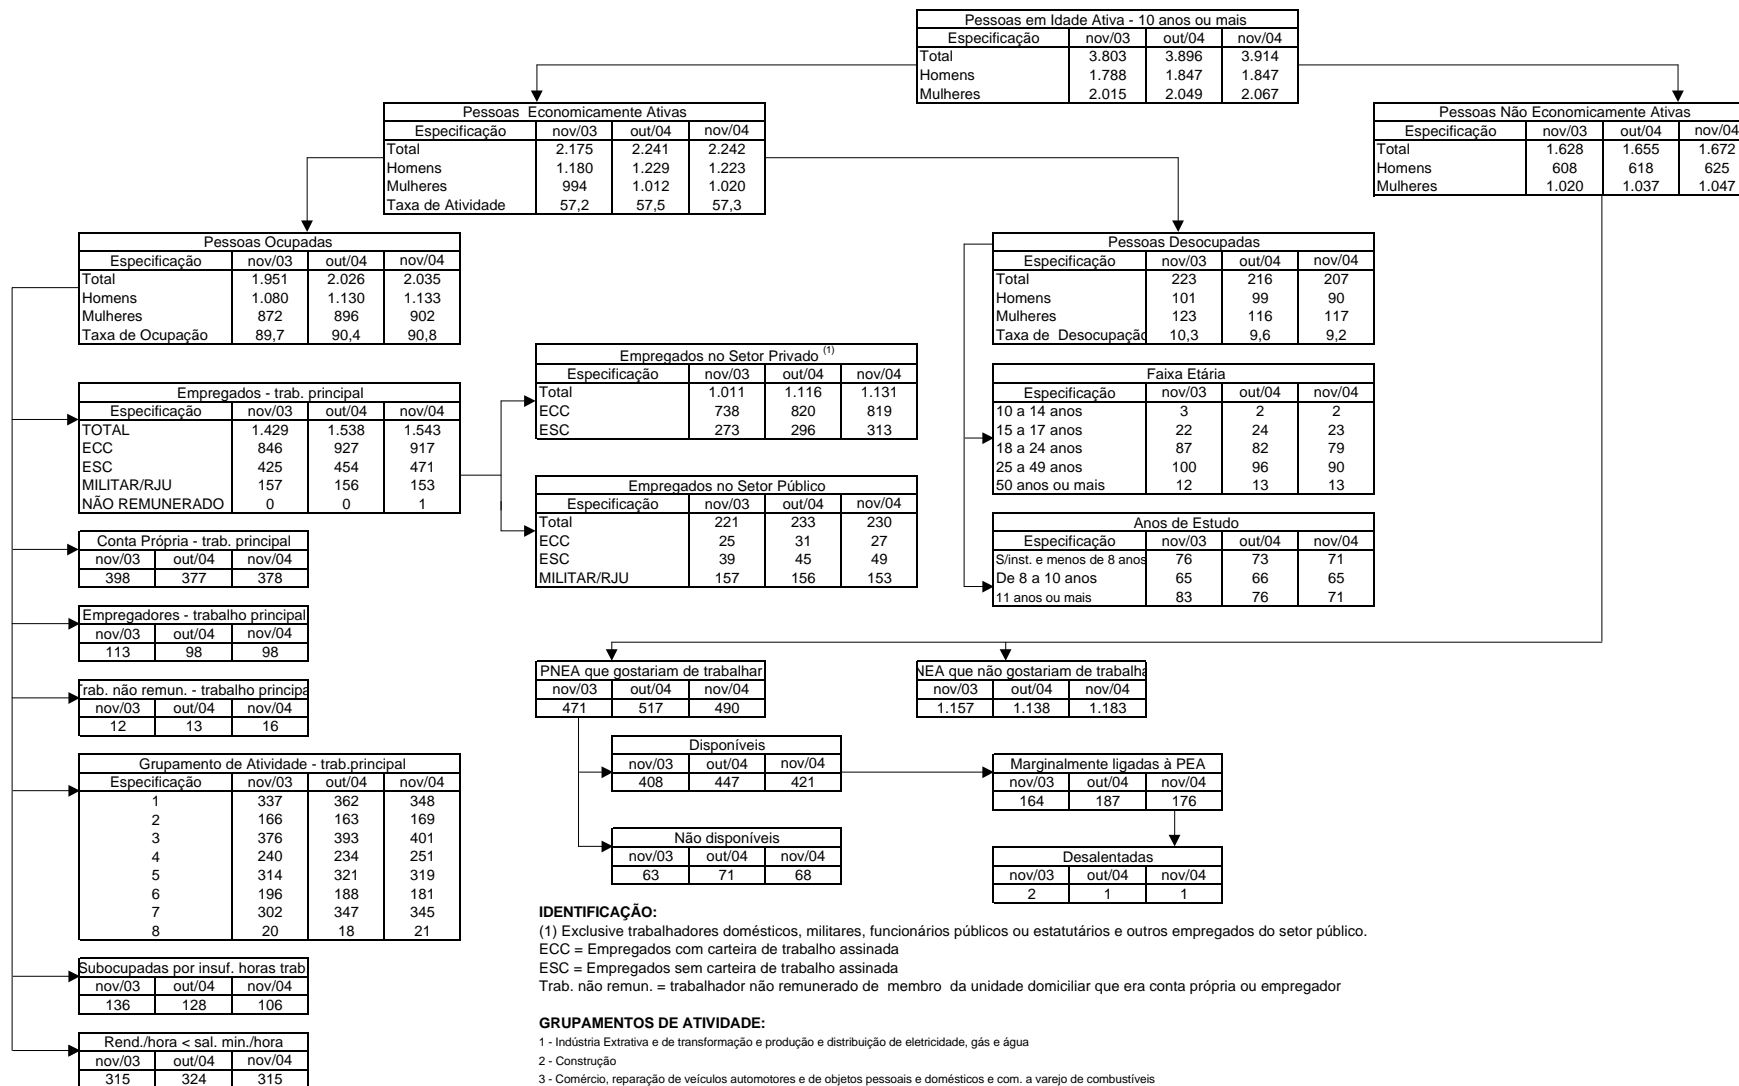 Pessoas em Idade Ativa - 10 anos ou mais
Especificação nov/03 out/04 nov/04
Total 3.803 3.896 3.914
Homens 1.788 1.847 1.847
Mulheres 2.015 2.049 2.067
Pessoas Economicamente Ativas
Especificação nov/03 out/04 nov/04
Total 2.175 2.241 2.242
Homens 1.180 1.229 1.223
Mulheres 994 1.012 1.020
Taxa de Atividade 57,2 57,5 57,3
Pessoas Não Economicamente Ativas
Especificação nov/03 out/04 nov/04
Total 1.628 1.655 1.672
Homens 608 618 625
Mulheres 1.020 1.037 1.047
Pessoas Ocupadas
Especificação nov/03 out/04 nov/04
Total 1.951 2.026 2.035
Homens 1.080 1.130 1.133
Mulheres 872 896 902
Taxa de Ocupação 89,7 90,4 90,8
Pessoas Desocupadas
Especificação nov/03 out/04 nov/04
Total 223 216 207
Homens 101 99 90
Mulheres 123 116 117
Taxa de Desocupação 10,3 9,6 9,2
Empregados - trab. principal
Especificação nov/03 out/04 nov/04
TOTAL 1.429 1.538 1.543
ECC 846 927 917
ESC 425 454 471
MILITAR/RJU 157 156 153
NÃO REMUNERADO 0 0 1
Empregados no Setor Privado (1)
Especificação nov/03 out/04 nov/04
Total 1.011 1.116 1.131
ECC 738 820 819
ESC 273 296 313
Empregados no Setor Público
Especificação nov/03 out/04 nov/04
Total 221 233 230
ECC 25 31 27
ESC 39 45 49
MILITAR/RJU 157 156 153
Faixa Etária
Especificação nov/03 out/04 nov/04
10 a 14 anos 3 2 2
15 a 17 anos 22 24 23
18 a 24 anos 87 82 79
25 a 49 anos 100 96 90
50 anos ou mais 12 13 13
Anos de Estudo
Especificação nov/03 out/04 nov/04
S/inst. e menos de 8 anos 76 73 71
De 8 a 10 anos 65 66 65
11 anos ou mais 83 76 71
Conta Própria - trab. principal
nov/03 out/04 nov/04
398 377 378
Empregadores - trabalho principal
nov/03 out/04 nov/04
113 98 98
não remun. - trabalho
nov/03 out/04 nov/04
12 13 16
Grupamento de Atividade - trab.principal
Especificação nov/03 out/04 nov/04
1 337 362 348
2 166 163 169
3 376 393 401
4 240 234 251
5 314 321 319
6 196 188 181
7 302 347 345
8 20 18 21
Subocupadas por insuf. horas trab
nov/03 out/04 nov/04
136 128 106
Rend./hora < sal. min./hora
nov/03 out/04 nov/04
315 324 315
PNEA que gostariam de trabalhar
nov/03 out/04 nov/04
471 517 490
que não gostariam de
nov/03 out/04 nov/04
1.157 1.138 1.183
Disponíveis
nov/03 out/04 nov/04
408 447 421
Marginalmente ligadas à PEA
nov/03 out/04 nov/04
164 187 176
Não disponíveis
nov/03 out/04 nov/04
63 71 68
Desalentadas
nov/03 out/04 nov/04
2 1 1
IDENTIFICAÇÃO:
(1) Exclusive trabalhadores domésticos, militares, funcionários públicos ou estatutários e outros empregados do setor público.
ECC = Empregados com carteira de trabalho assinada
ESC = Empregados sem carteira de trabalho assinada
Trab. não remun. = trabalhador não remunerado de membro da unidade domiciliar que era conta própria ou empregador
GRUPAMENTOS DE ATIVIDADE:
1 - Indústria Extrativa e de transformação e produção e distribuição de eletricidade, gás e água
2 - Construção
3 - Comércio, reparação de veículos automotores e de objetos pessoais e domésticos e com. a varejo de combustíveis